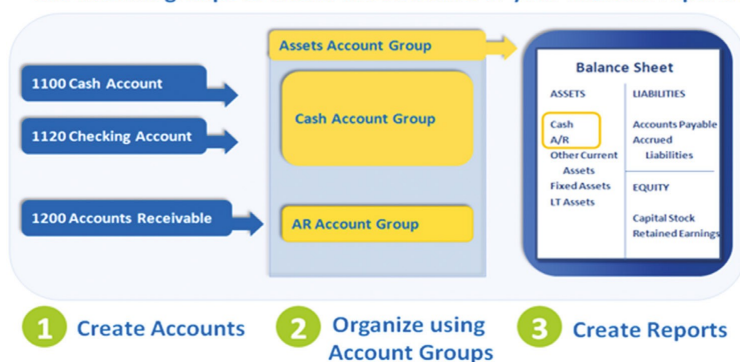 Assets Account Group
1100 Cash Account
Cash Account Group
1120 Checking Account
1200 Accounts Receivable
AR Account Group
Balance Sheet
ASSETS
Cash
A/R
Other Current
Assets
Fixed Assets
LT Assets
LIABILITIES
Accounts Payable
Accrued
Liabilities
EQUITY
Capital Stock
Retained Earnings
1 Create Accounts
2 Organize using
Account Groups
3 Create Reports